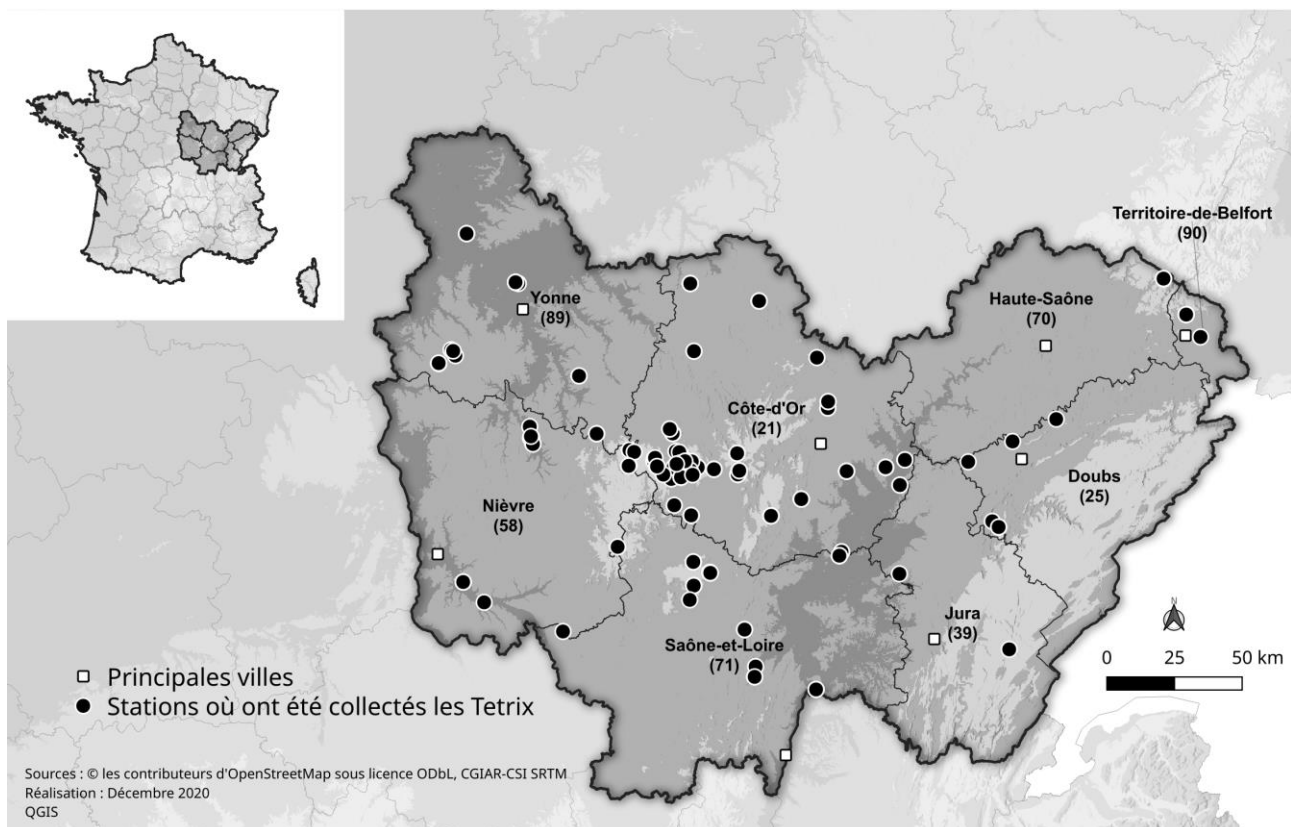 Territoire-de-Belfort
(90)
Haute-Saône
(70)
Yonne
(89)
Côte-d'Or
(21)
Doubs
(25)
Nièvre
(58)
Jura
(39)
Saône-et-Loire
(71)
N
0 25 50 km
Principales villes
Stations où ont été collectés les Tetrix
Sources : © les contributeurs d'OpenStreetMap sous licence ODbL, CGIAR-CSI SRTM
Réalisation : Décembre 2020
QGIS